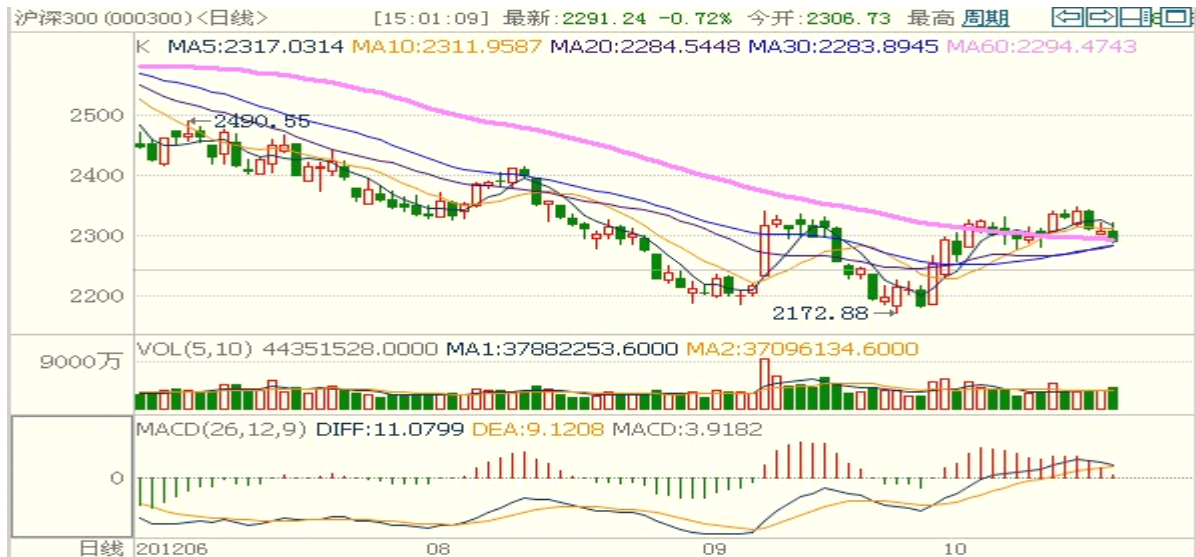 沪深300(000300)<日线> [15:01:09] 最新:2291.24 -0.72% 今开:2306.73 最高 周期
K MA5:2317.0314 MA10:2311.9587 MA20:2284.5448 MA30:2283.8945 MA60:2294.4743
2500
2490.55
2400
2300
2200
2172.88
VOL(5,10) 44351528.0000 MA1:37882253.6000 MA2:37096134.6000
9000万
MACD(26,12,9) DIFF:11.0799 DEA:9.1208 MACD:3.9182
0
日线 201206 08 09 10